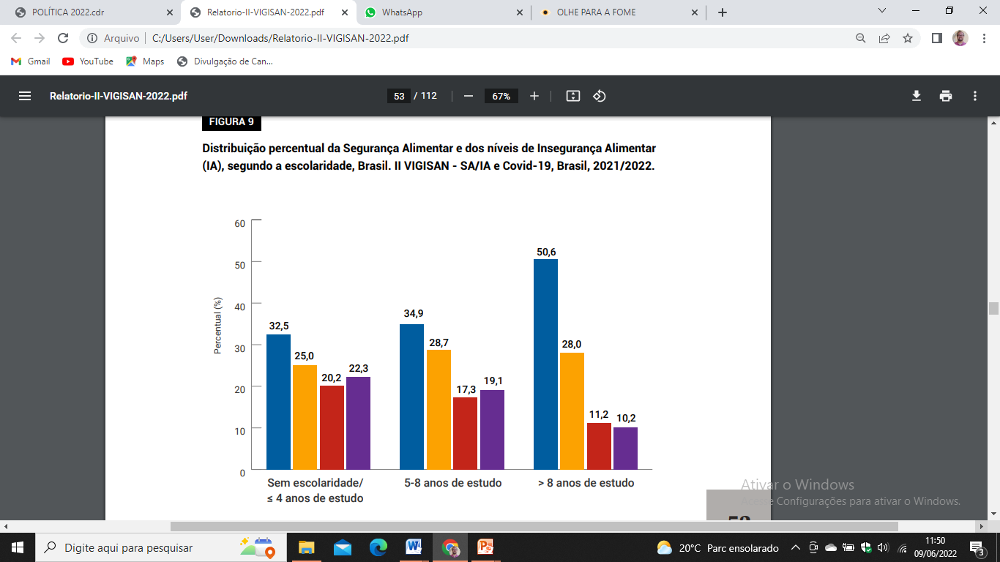 POLÍTICA 2022.cdr
Relatorio-II-VIGISAN-2022.pdf
WhatsApp
OLHE PARA A FOME
Arquivo
C:/Users/User/Downloads/Relatorio-II-VIGISAN-2022.pdf
Gmail
YouTube
Maps
Divulgação de Can...
Relatorio-II-VIGISAN-2022.pdf
53 / 112
67%
FIGURA 9
Distribuição percentual da Segurança Alimentar e dos níveis de Insegurança Alimentar
(IA), segundo a escolaridade, Brasil. II VIGISAN - SA/IA e Covid-19, Brasil, 2021/2022.
Percentual (%)
60
50
40
30
20
10
0
32,5
25,0
20,2
22,3
34,9
28,7
17,3
19,1
50,6
28,0
11,2
10,2
Sem escolaridade/
≤ 4 anos de estudo
5-8 anos de estudo
> 8 anos de estudo
Ativar o Windows
Acesse Configurações para ativar o Windows.
53
Digite aqui para pesquisar
20°C Parc ensolarado
11:50
09/06/2022
3